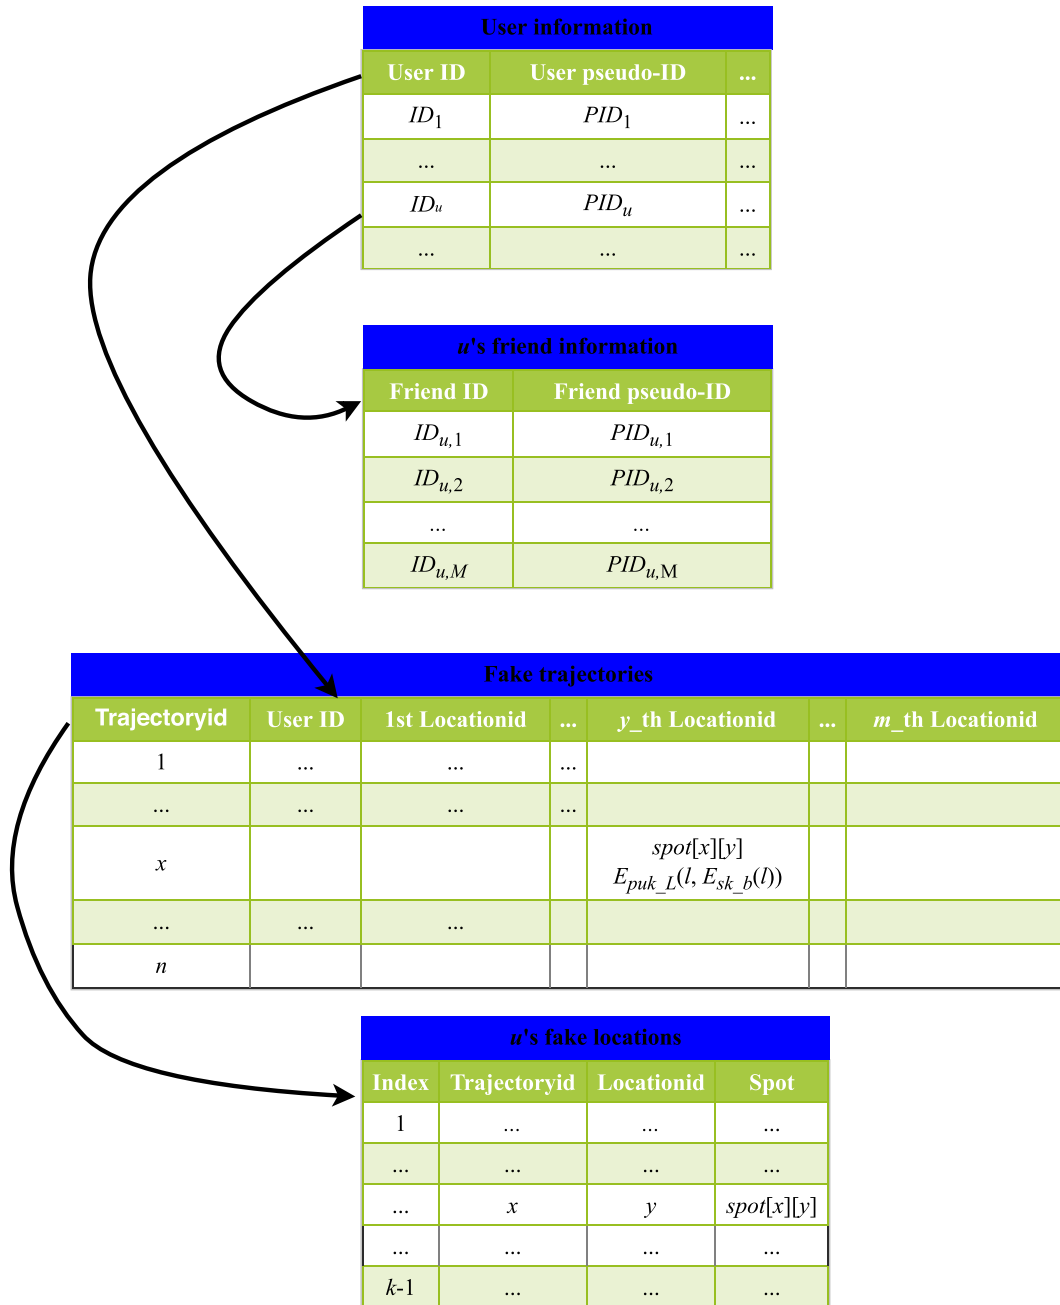 User information
User ID User pseudo-ID ...
ID1 PID1 ...
... ... ...
IDu PIDu ...
... ... ...
u's friend information
Friend ID Friend pseudo-ID
IDu,1 PIDu,1
IDu,2 PIDu,2
... ...
IDu,M PIDu,M
Fake trajectories
Trajectoryid User ID 1st Locationid ... y_th Locationid ... m_th Locationid
1 ... ... ...
... ... ... ...
x spot[x][y]
Epuk_L(l, Esk_b(l))
... ... ...
n
u's fake locations
Index Trajectoryid Locationid Spot
1 ... ... ...
... ... ... ...
... x y spot[x][y]
... ... ... ...
k-1 ... ... ...